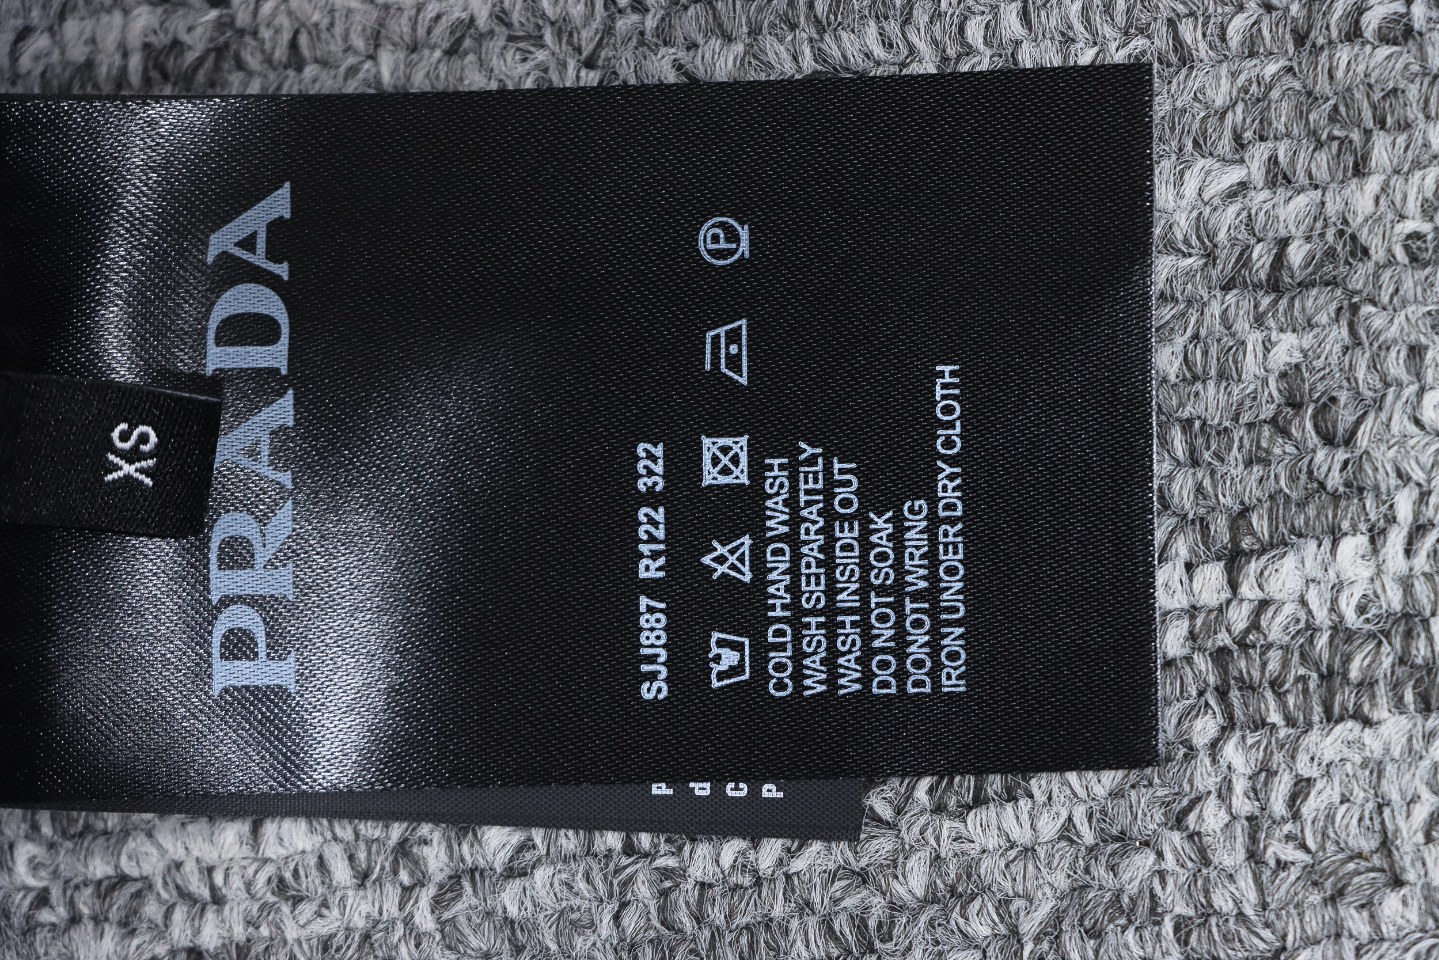 PRADA
XS
SJJ887 R122 322
P
COLD HAND WASH
WASH SEPARATELY
WASH INSIDE OUT
DO NOT SOAK
DONOT WRING
IRON UNOER DRY CLOTH
p
d
C
P